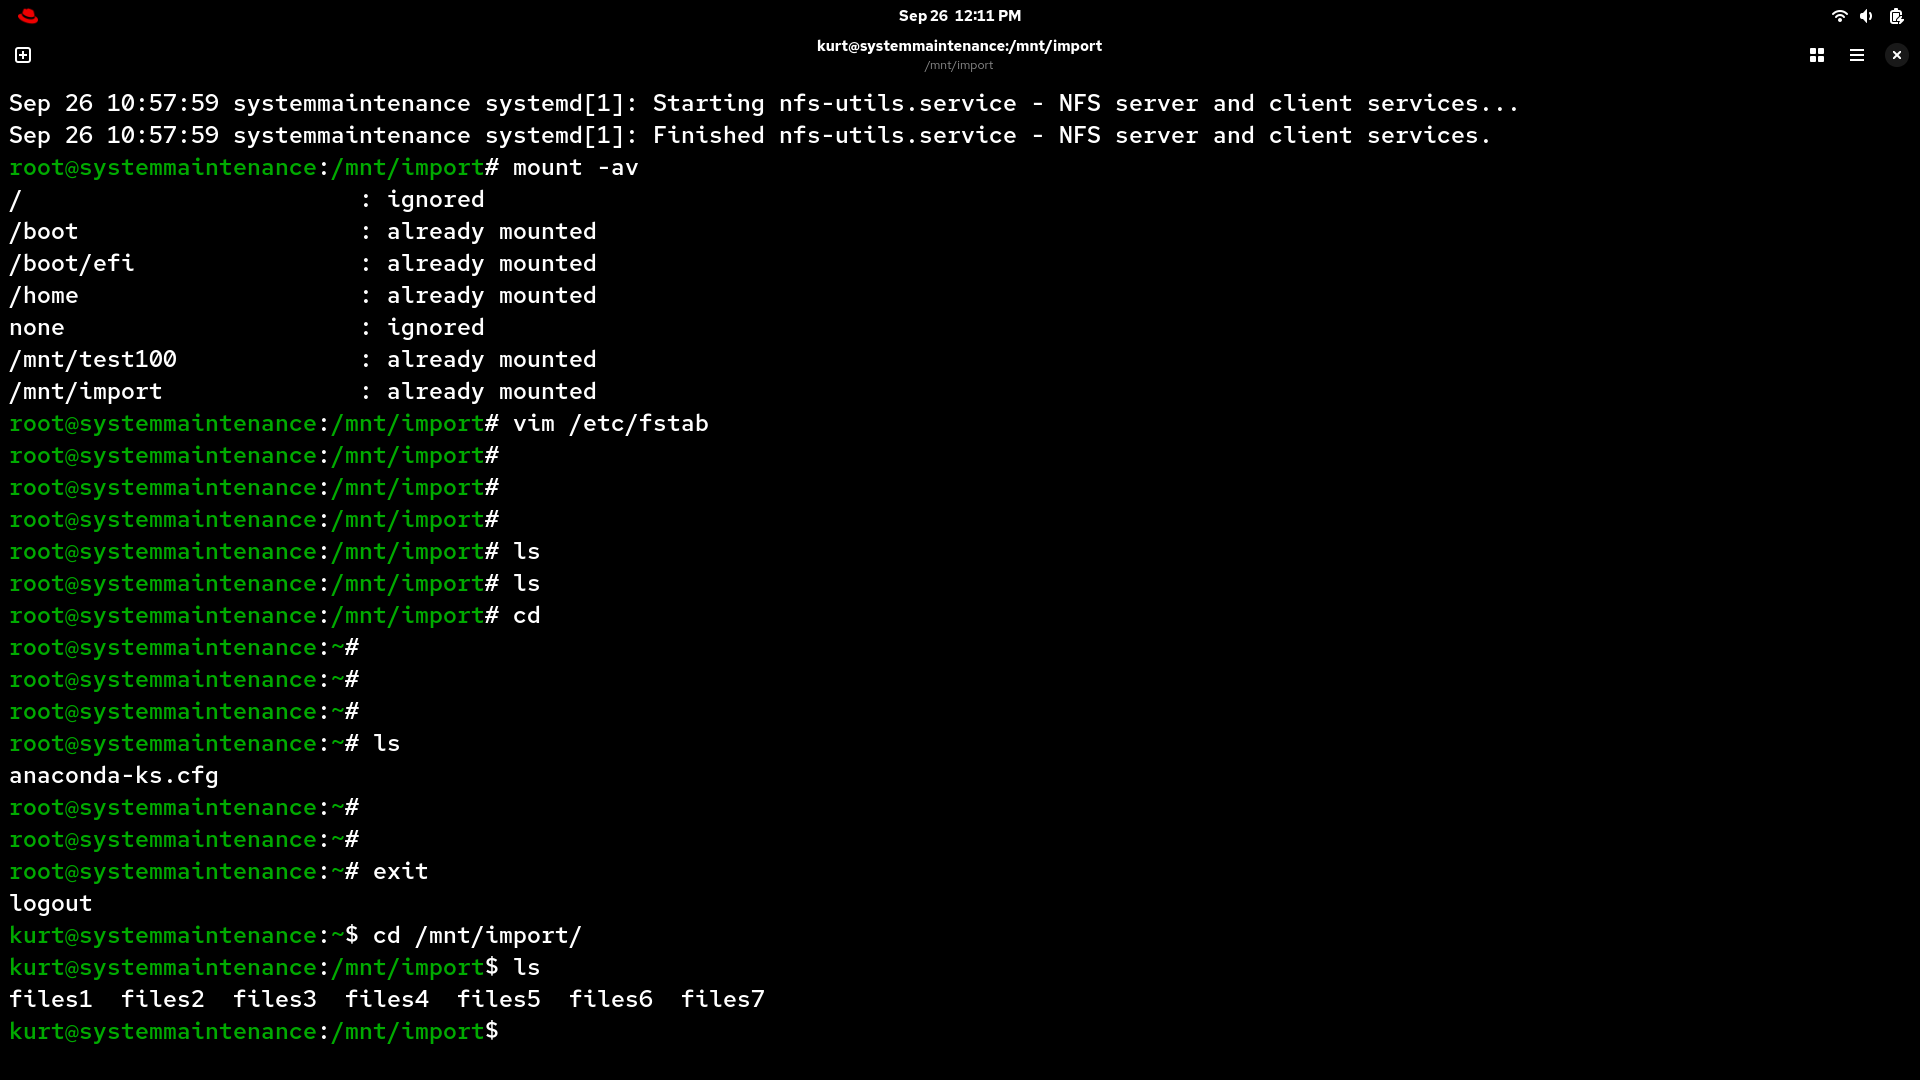 Sep 26 12:11 PM
kurt@systemmaintenance:/mnt/import
/mnt/import
Sep 26 10:57:59 systemmaintenance systemd[1]: Starting nfs-utils.service - NFS server and client services...
Sep 26 10:57:59 systemmaintenance systemd[1]: Finished nfs-utils.service - NFS server and client services.
root@systemmaintenance:/mnt/import# mount -av
/                        : ignored
/boot                    : already mounted
/boot/efi                : already mounted
/home                    : already mounted
none                     : ignored
/mnt/test100             : already mounted
/mnt/import              : already mounted
root@systemmaintenance:/mnt/import# vim /etc/fstab
root@systemmaintenance:/mnt/import#
root@systemmaintenance:/mnt/import#
root@systemmaintenance:/mnt/import#
root@systemmaintenance:/mnt/import# ls
root@systemmaintenance:/mnt/import# ls
root@systemmaintenance:/mnt/import# cd
root@systemmaintenance:~#
root@systemmaintenance:~#
root@systemmaintenance:~#
root@systemmaintenance:~# ls
anaconda-ks.cfg
root@systemmaintenance:~#
root@systemmaintenance:~#
root@systemmaintenance:~# exit
logout
kurt@systemmaintenance:~$ cd /mnt/import/
kurt@systemmaintenance:/mnt/import$ ls
files1  files2  files3  files4  files5  files6  files7
kurt@systemmaintenance:/mnt/import$